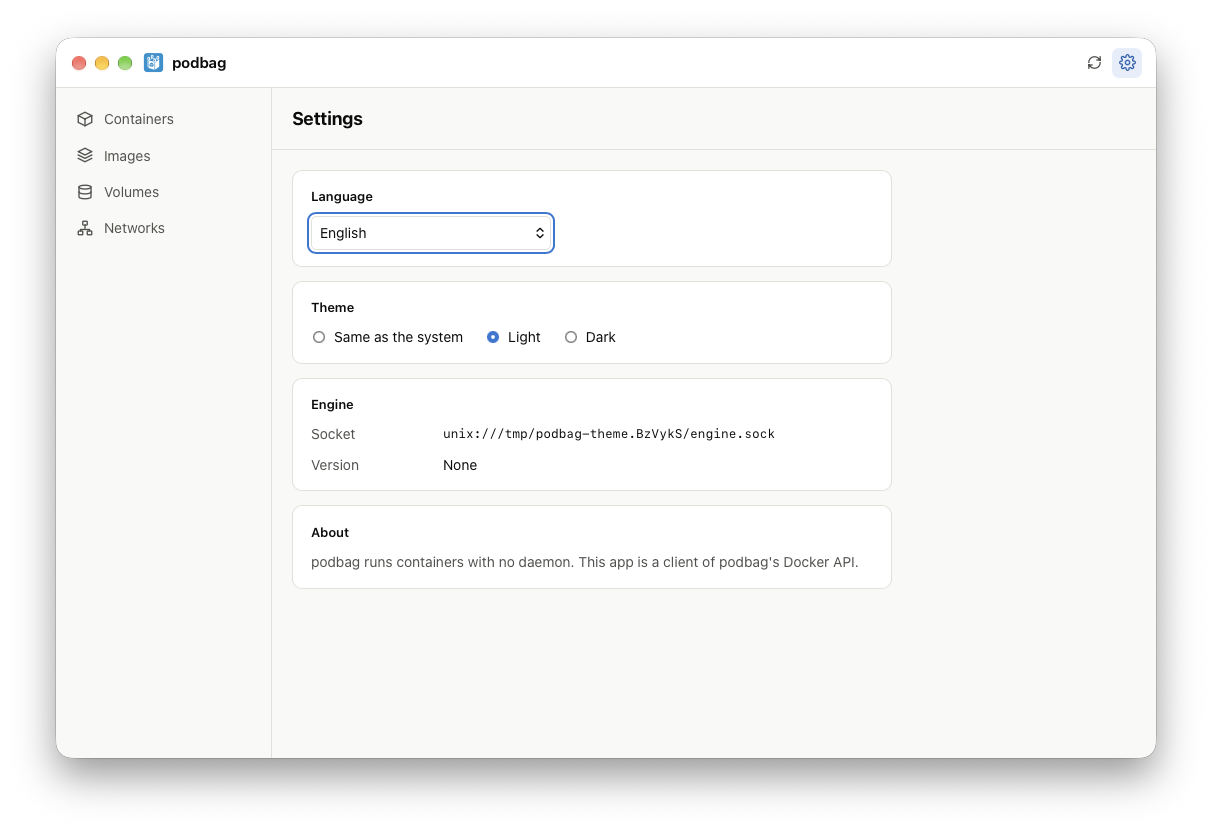 podbag
Containers
Images
Volumes
Networks
Settings
Language
English
Theme
Same as the system Light Dark
Engine
Socket unix:///tmp/podbag-theme.BzVykS/engine.sock
Version None
About
podbag runs containers with no daemon. This app is a client of podbag's Docker API.